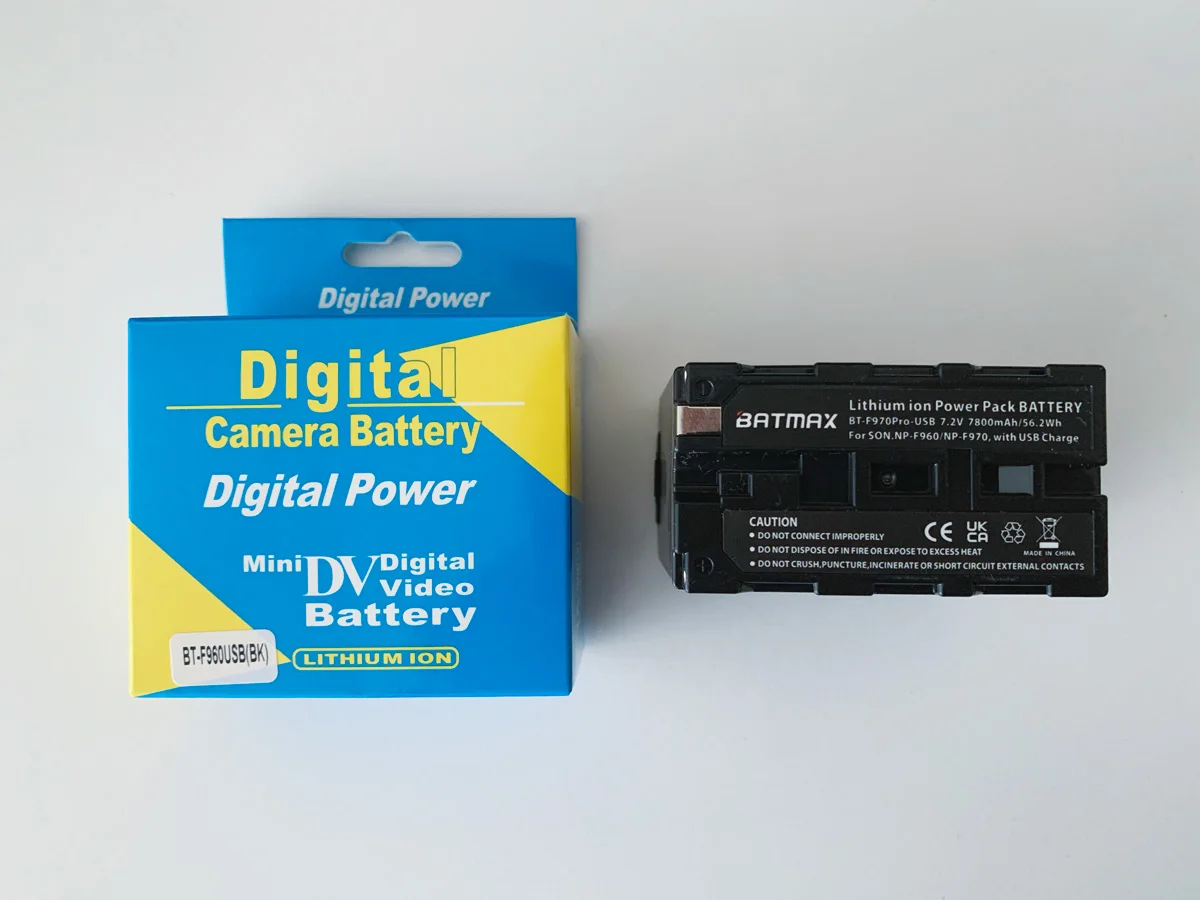 Digital Power
Digital
Camera Battery
Digital Power
Mini DV Digital
Video
Battery
BT-F960USB(BK)
LITHIUM ION
BATMAX
Lithium ion Power Pack BATTERY
BT-F970Pro-USB 7.2V 7800mAh/56.2Wh
For SON.NP-F960/NP-F970, with USB Charge
CAUTION
• DO NOT CONNECT IMPROPERLY
• DO NOT DISPOSE OF IN FIRE OR EXPOSE TO EXCESS HEAT
• DO NOT CRUSH,PUNCTURE,INCINERATE OR SHORT CIRCUIT EXTERNAL CONTACTS
CE
UK
CA
MADE IN CHINA